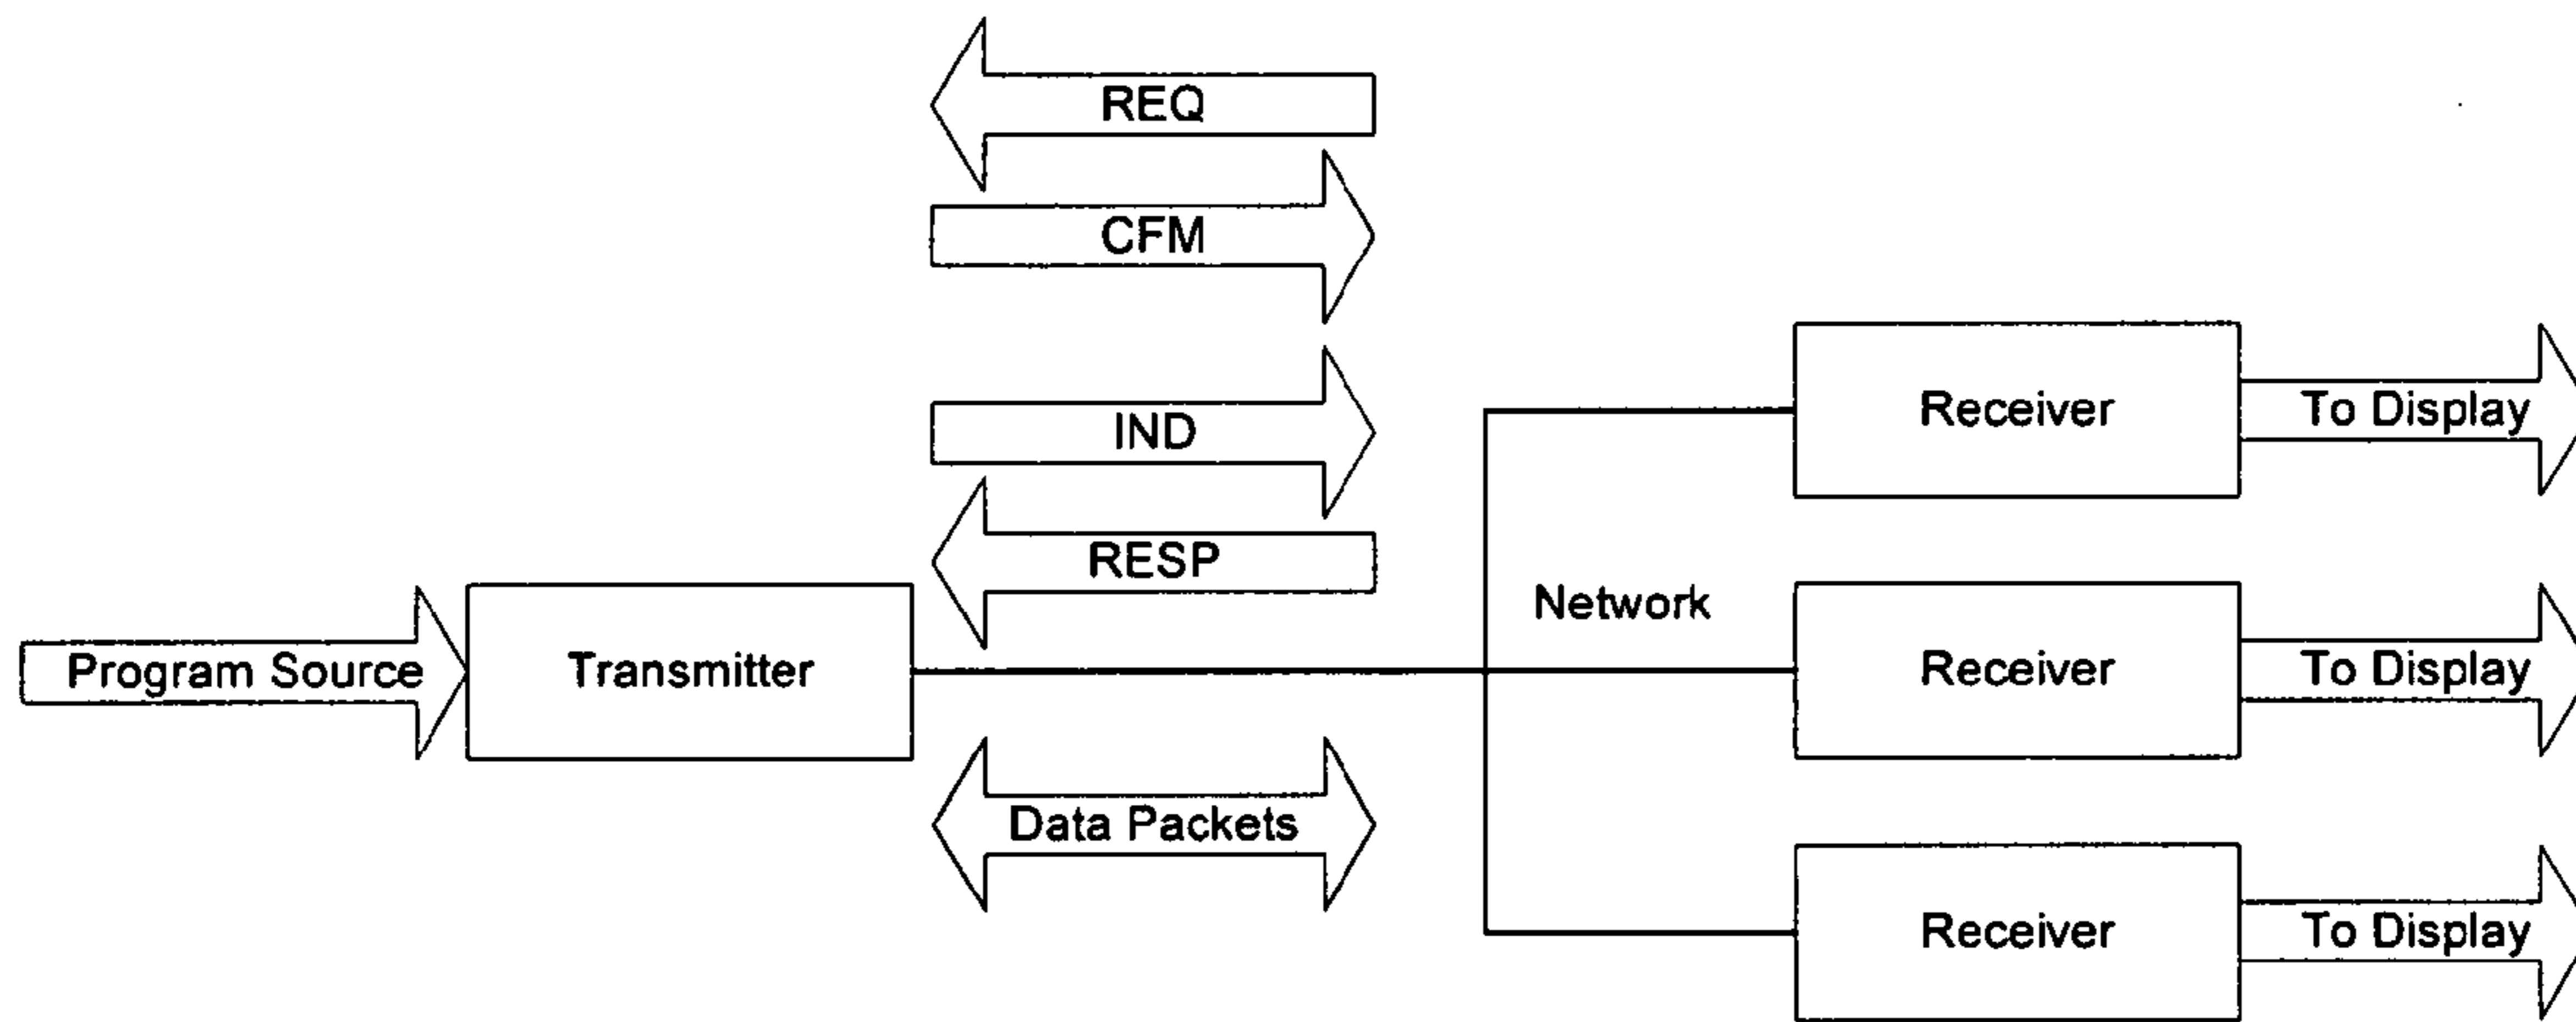 REQ
CFM
IND
RESP
Program Source
Transmitter
Network
Data Packets
Receiver
To Display
Receiver
To Display
Receiver
To Display